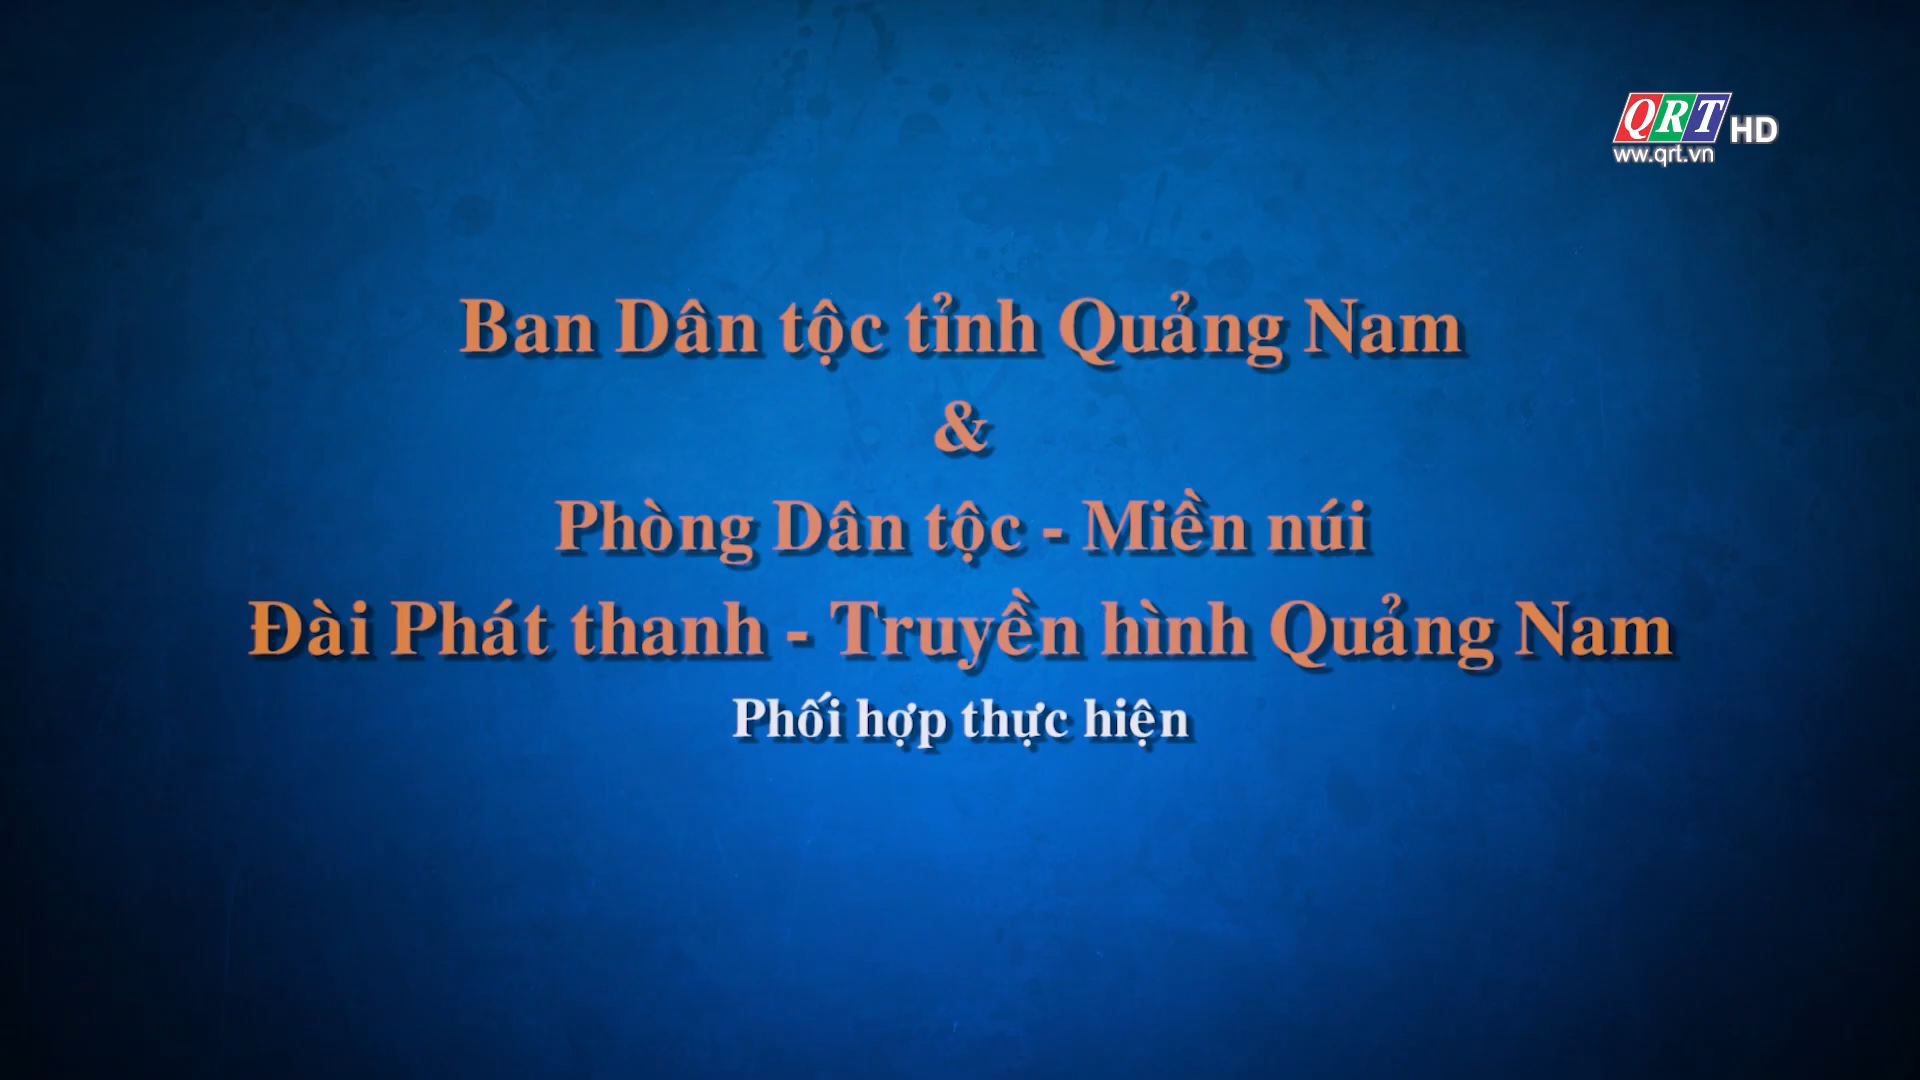 QRT HD
ww.qrt.vn
Ban Dân tộc tỉnh Quảng Nam
&
Phòng Dân tộc - Miền núi
Đài Phát thanh - Truyền hình Quảng Nam
Phối hợp thực hiện